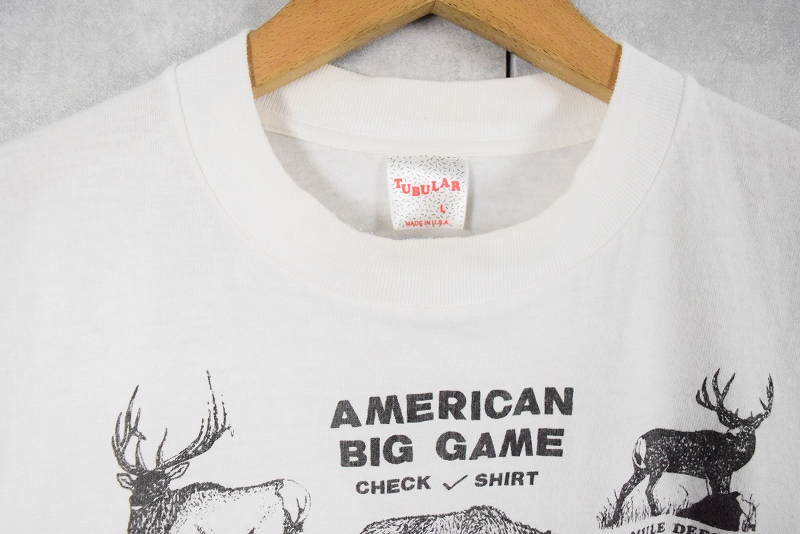 TUBULAR
L
MADE IN U.S.A.
AMERICAN
BIG GAME
CHECK ✓ SHIRT
MULE DEER